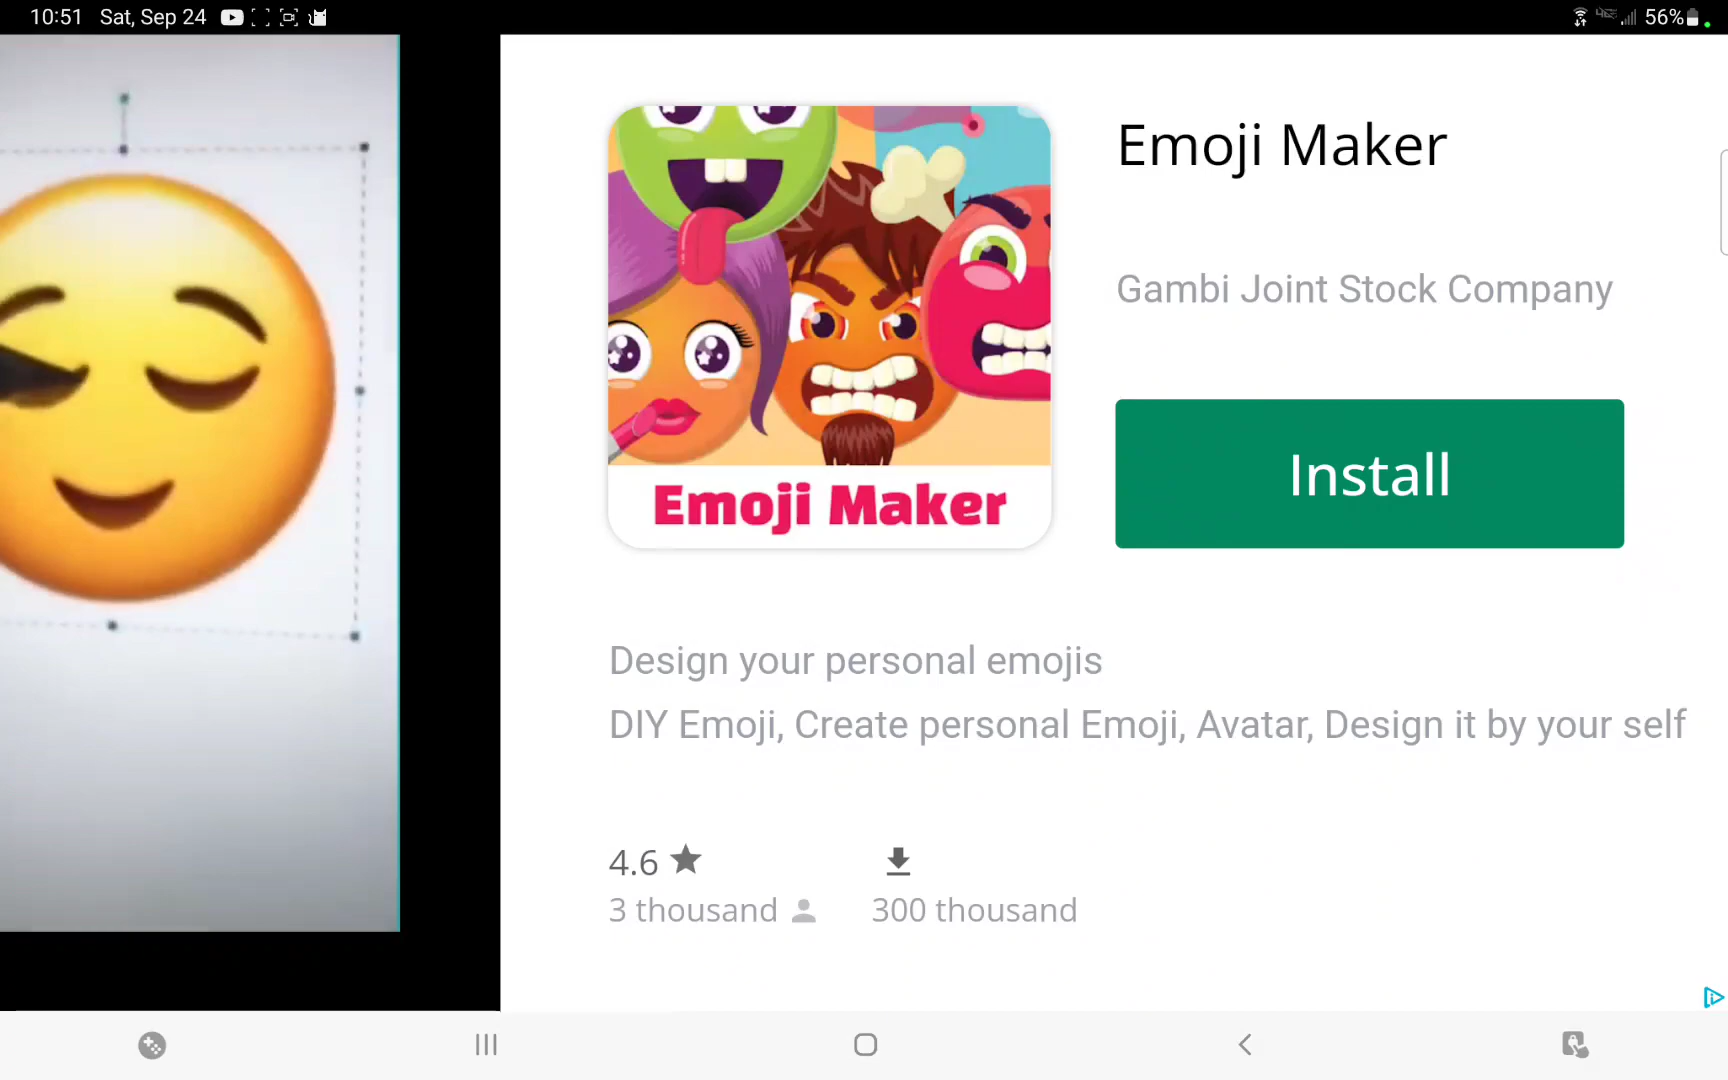 10:51 Sat, Sep 24
56%
Emoji Maker
Emoji Maker
Gambi Joint Stock Company
Install
Design your personal emojis
DIY Emoji, Create personal Emoji, Avatar, Design it by your self
4.6
3 thousand
300 thousand